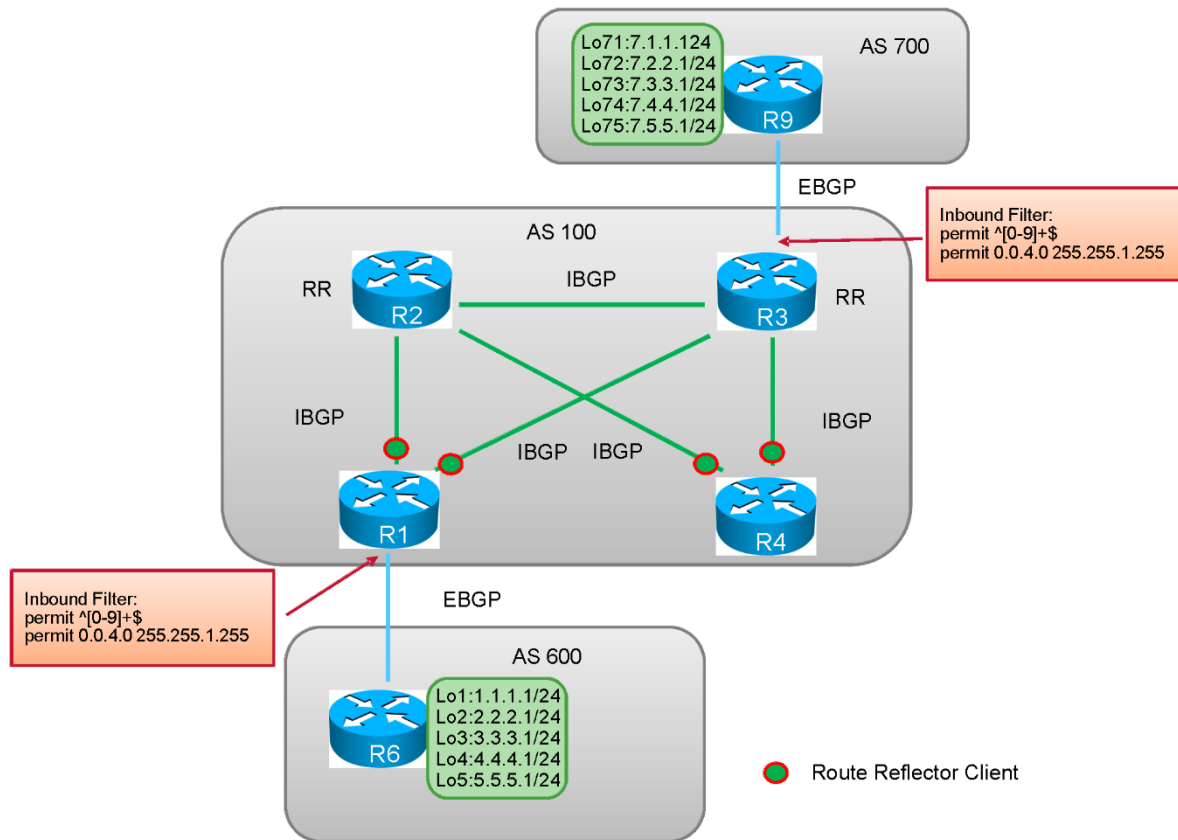 Lo71:7.1.1.124
Lo72:7.2.2.1/24
Lo73:7.3.3.1/24
Lo74:7.4.4.1/24
Lo75:7.5.5.1/24
R9
AS 700
EBGP
Inbound Filter:
permit ^[0-9]+$
permit 0.0.4.0 255.255.1.255
AS 100
RR
R2
IBGP
R3
RR
IBGP
IBGP
IBGP
IBGP
R1
R4
Inbound Filter:
permit ^[0-9]+$
permit 0.0.4.0 255.255.1.255
EBGP
AS 600
R6
Lo1:1.1.1.1/24
Lo2:2.2.2.1/24
Lo3:3.3.3.1/24
Lo4:4.4.4.1/24
Lo5:5.5.5.1/24
Route Reflector Client